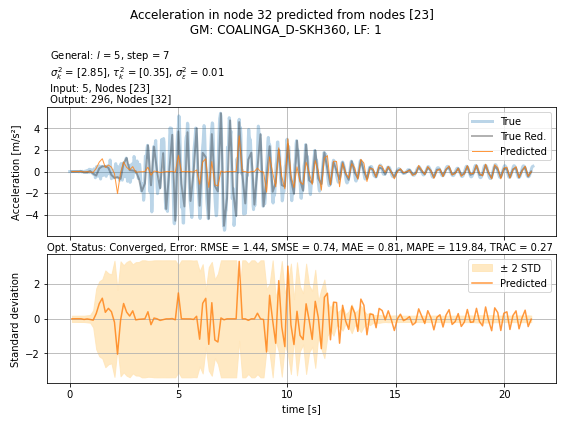 Acceleration in node 32 predicted from nodes [23]
GM: COALINGA_D-SKH360, LF: 1
General: l = 5, step = 7
σ²ₖ = [2.85], τ²ₖ = [0.35], σ²ε = 0.01
Input: 5, Nodes [23]
Output: 296, Nodes [32]
Acceleration [m/s²]
4
2
0
−2
−4
True
True Red.
Predicted
Opt. Status: Converged, Error: RMSE = 1.44, SMSE = 0.74, MAE = 0.81, MAPE = 119.84, TRAC = 0.27
Standard deviation
2
0
−2
± 2 STD
Predicted
0
5
10
15
20
time [s]